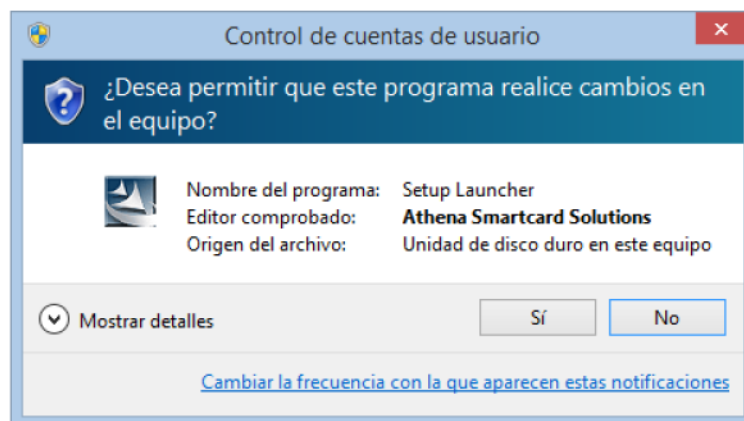 Control de cuentas de usuario
¿Desea permitir que este programa realice cambios en
el equipo?
Nombre del programa: Setup Launcher
Editor comprobado: Athena Smartcard Solutions
Origen del archivo: Unidad de disco duro en este equipo
Mostrar detalles Sí No
Cambiar la frecuencia con la que aparecen estas notificaciones